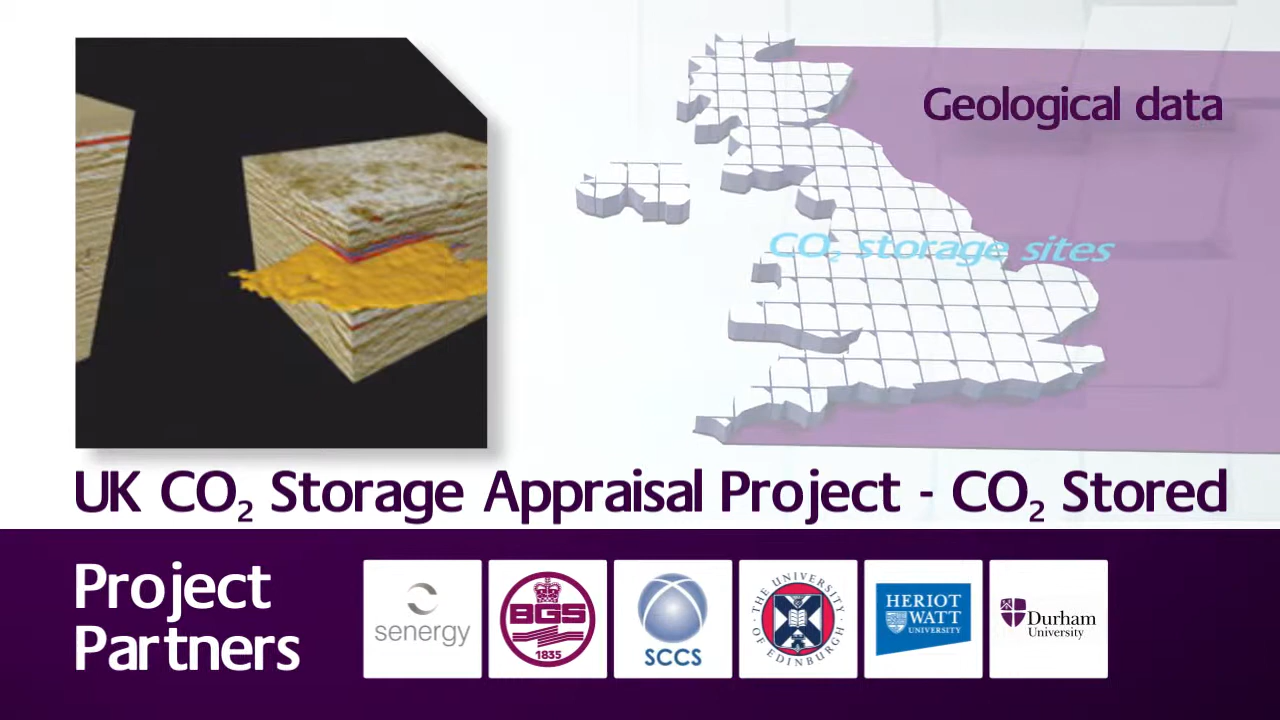 Geological data
CO₂ storage sites
UK CO₂ Storage Appraisal Project - CO₂ Stored
Project
Partners
senergy
BGS
1835
SCCS
THE UNIVERSITY
OF EDINBURGH
HERIOT
WATT
UNIVERSITY
Durham
University